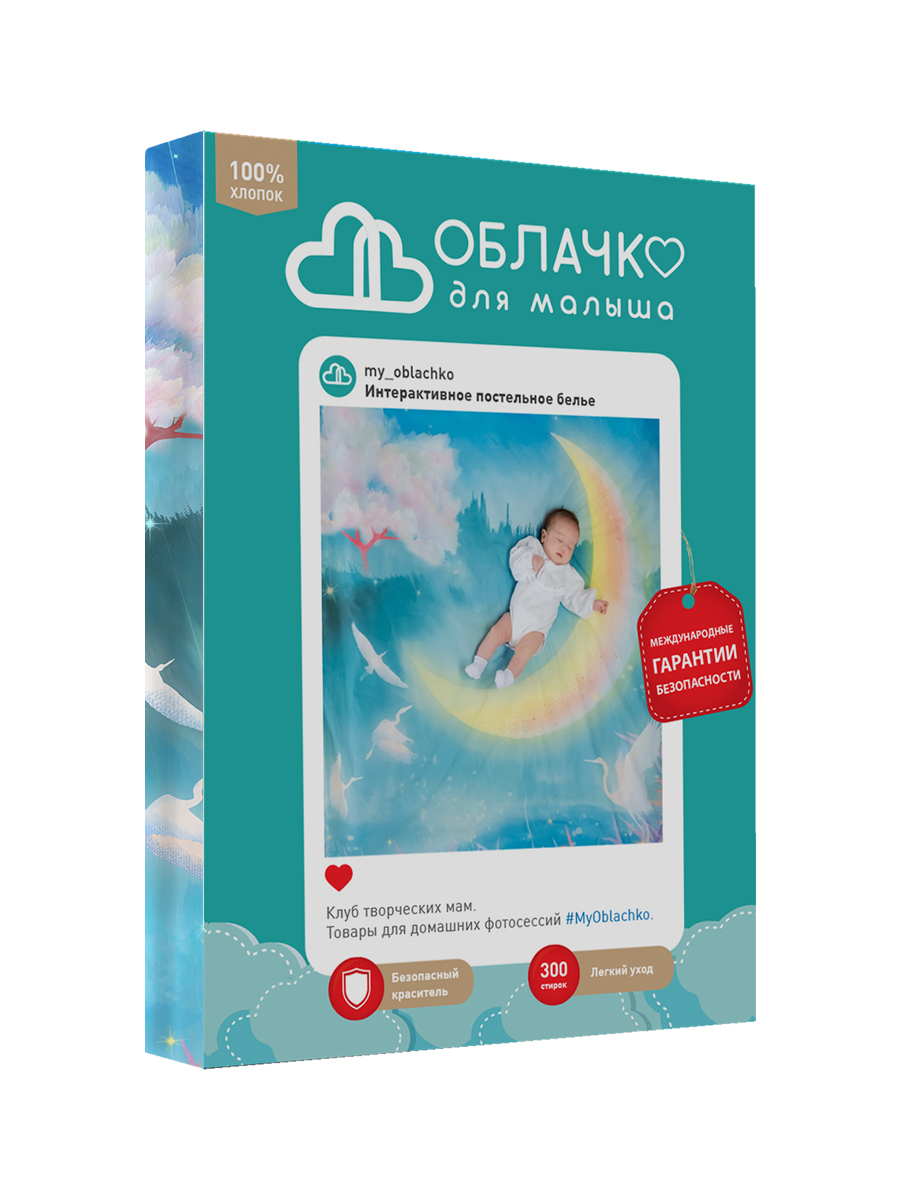 100%
ХЛОПОК
ОБЛАЧКО
для малыша
my_oblachko
Интерактивное постельное белье
МЕЖДУНАРОДНЫЕ
ГАРАНТИИ
БЕЗОПАСНОСТИ
Клуб творческих мам.
Товары для домашних фотосессий #MyOblachko.
Безопасный
краситель
300
стирок
Легкий уход